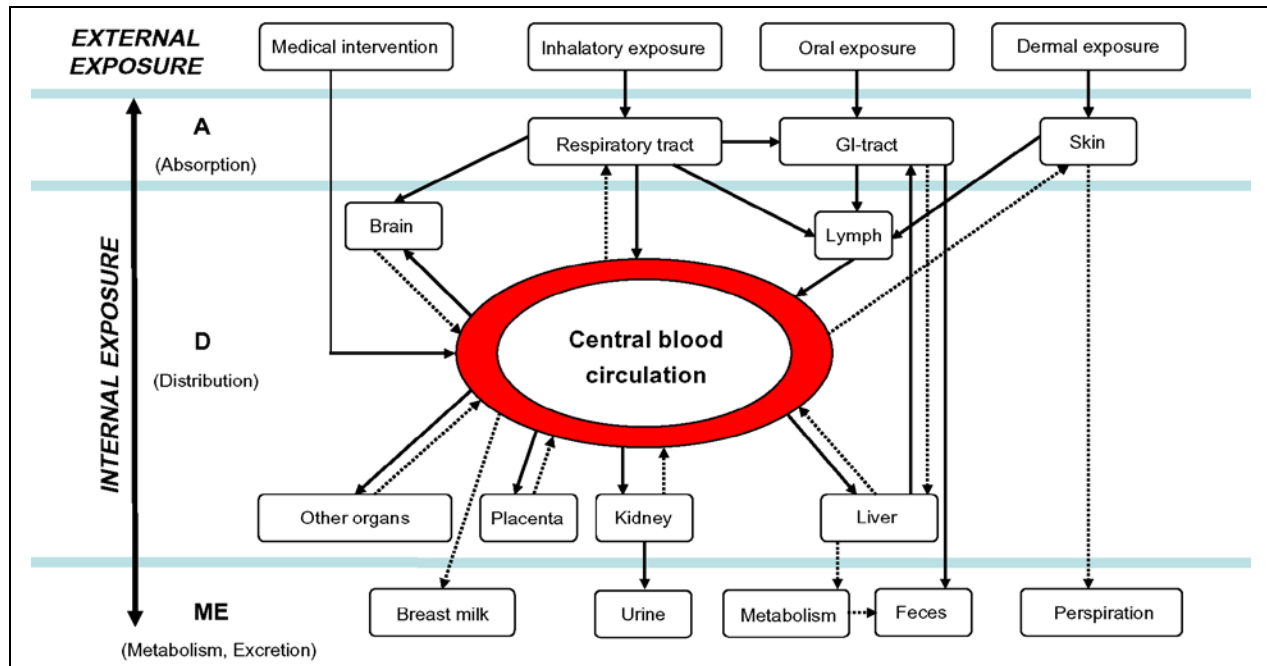 EXTERNAL
EXPOSURE
Medical intervention
Inhalatory exposure
Oral exposure
Dermal exposure
A
(Absorption)
Respiratory tract
GI-tract
Skin
INTERNAL EXPOSURE
Brain
Lymph
D
(Distribution)
Central blood
circulation
Other organs
Placenta
Kidney
Liver
ME
(Metabolism, Excretion)
Breast milk
Urine
Metabolism
Feces
Perspiration